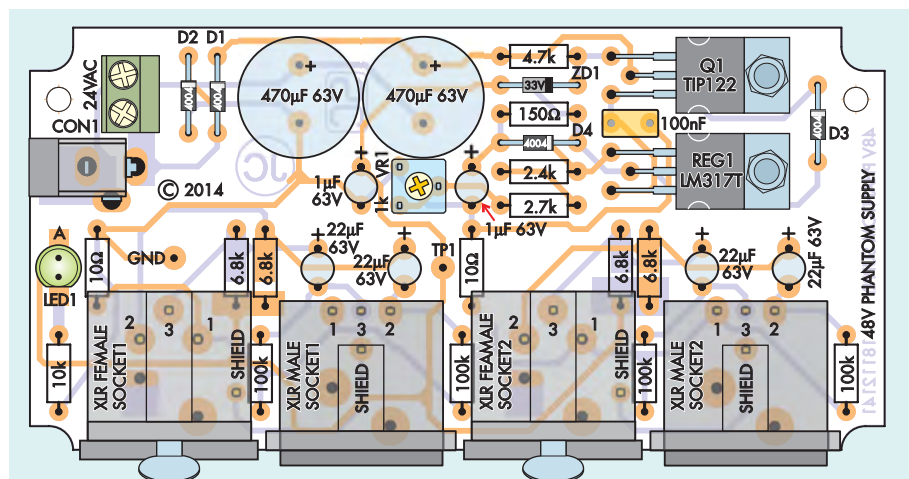 D2 D1
24VAC
4004
4004
+
470µF 63V
+
470µF 63V
4.7k
33V
ZD1
150Ω
D4
4004
2.4k
2.7k
Q1
TIP122
100nF
REG1
LM317T
4004
D3
CON1
© 2014
JC
+
1µF
63V
VR1
1k
+
1µF 63V
A
LED1
10Ω
GND
6.8k
6.8k
+
22µF
63V
+
22µF
63V
TP1
10Ω
6.8k
6.8k
+
22µF
63V
+
22µF 63V
48V PHANTOM SUPPLY
18112141
10k
XLR FEMALE
SOCKET1
2 3 1
SHIELD
100k
XLR MALE
SOCKET1
1 3 2
SHIELD
100k
XLR FEMALE
SOCKET2
2 3 1
SHIELD
100k
XLR MALE
SOCKET2
1 3 2
SHIELD
100k